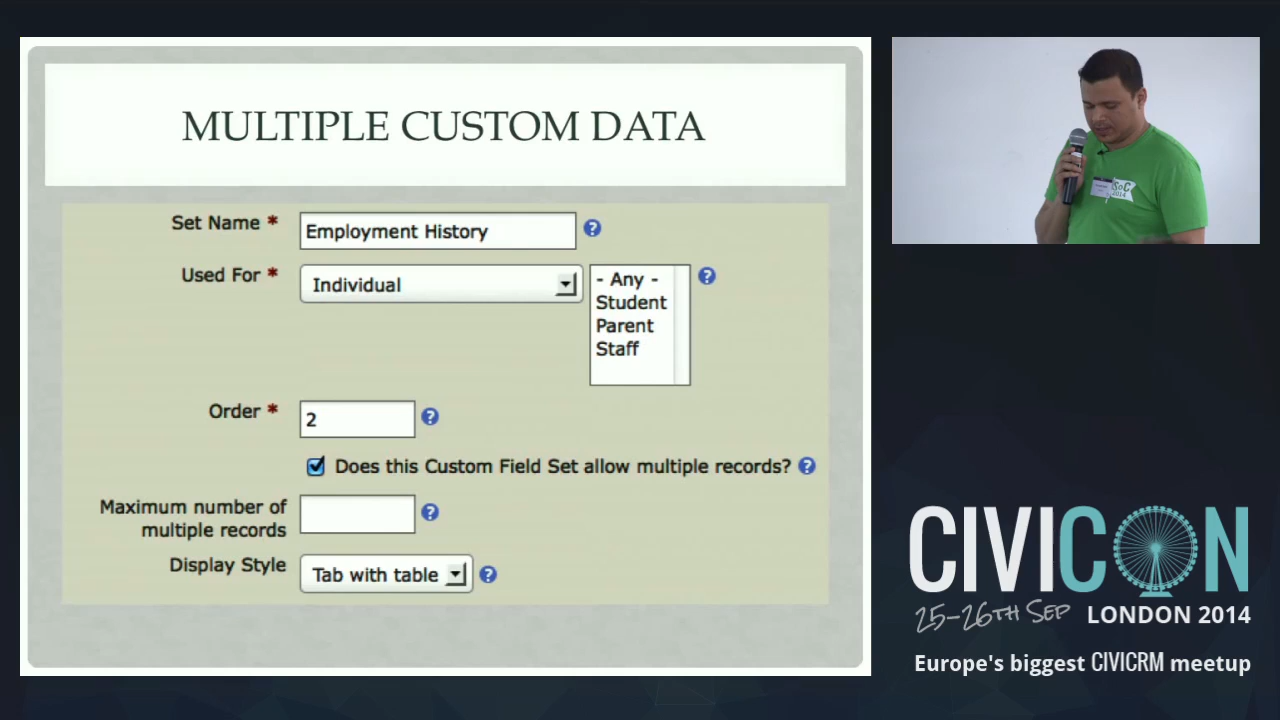 MULTIPLE CUSTOM DATA
Set Name *
Employment History
?
Used For *
Individual
- Any -
Student
Parent
Staff
?
Order *
2
?
Does this Custom Field Set allow multiple records? ?
Maximum number of
multiple records
?
Display Style
Tab with table
?
SoC
2014
CIVICON
25-26TH SEP LONDON 2014
Europe's biggest CIVICRM meetup